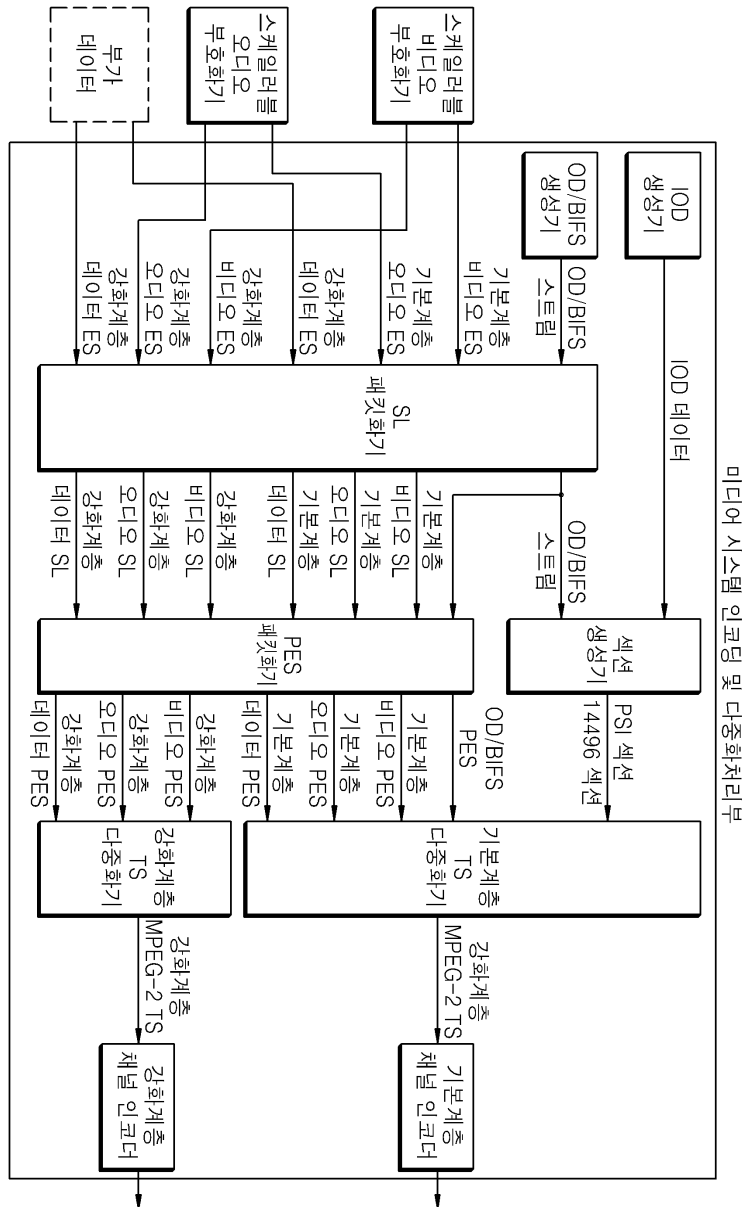 미디어 시스템 인코딩 및 다중화처리부
IOD
생성기
IOD 데이터
OD/BIFS
생성기
OD/BIFS
스트림
스케일러블
비디오
부호화기
스케일러블
오디오
부호화기
부가
데이터
기본계층
비디오 ES
기본계층
오디오 ES
강화계층
데이터 ES
강화계층
비디오 ES
강화계층
오디오 ES
강화계층
데이터 ES
SL
패킷화기
OD/BIFS
스트림
기본계층
비디오 SL
기본계층
오디오 SL
기본계층
데이터 SL
강화계층
비디오 SL
강화계층
오디오 SL
강화계층
데이터 SL
섹션
생성기
PES
패킷화기
PSI 섹션
14496 섹션
OD/BIFS
PES
기본계층
비디오 PES
기본계층
오디오 PES
기본계층
데이터 PES
강화계층
비디오 PES
강화계층
오디오 PES
강화계층
데이터 PES
기본계층
TS
다중화기
강화계층
TS
다중화기
강화계층
MPEG-2 TS
강화계층
MPEG-2 TS
기본계층
채널 인코더
강화계층
채널 인코더